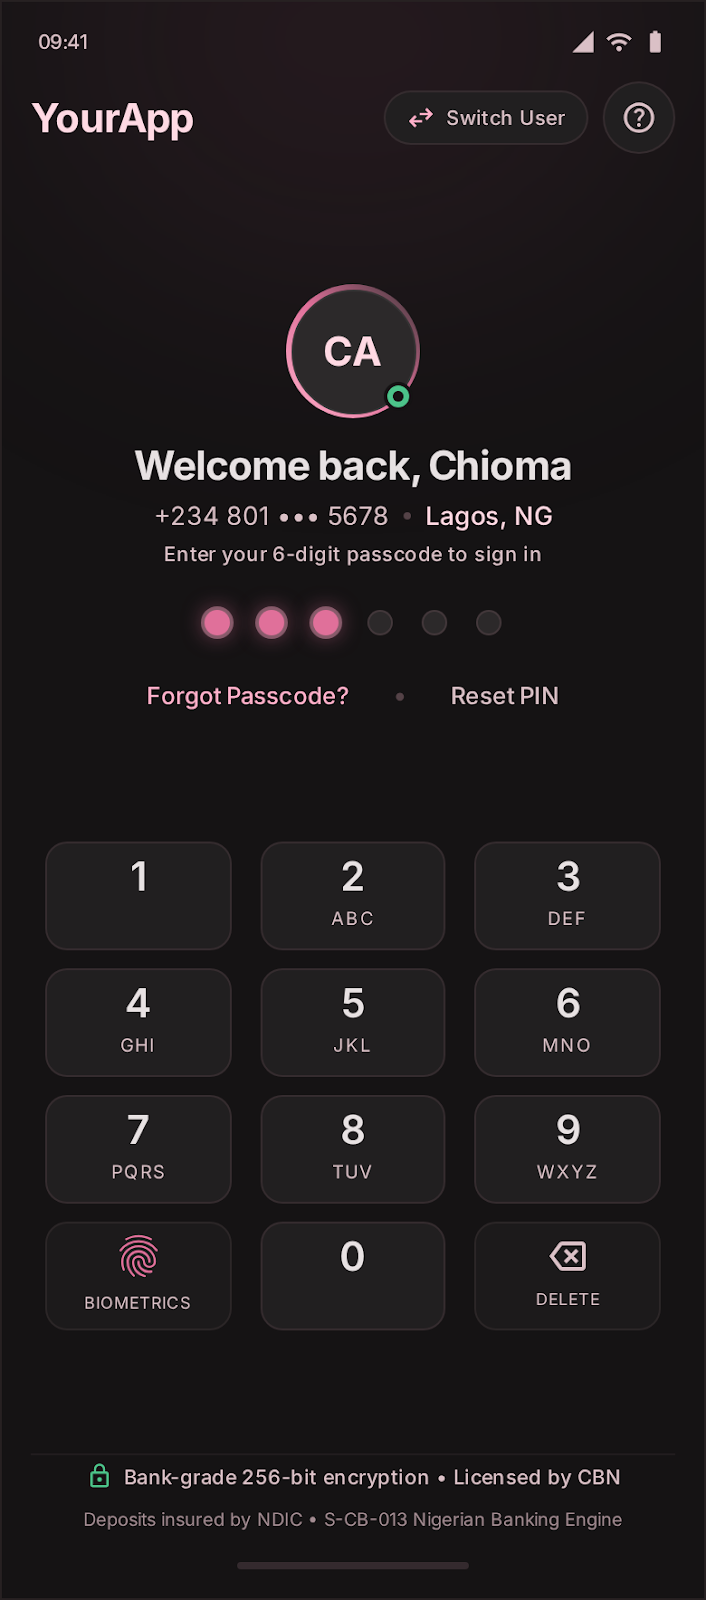 09:41
YourApp
Switch User
CA
Welcome back, Chioma
+234 801 ••• 5678 • Lagos, NG
Enter your 6-digit passcode to sign in
Forgot Passcode? • Reset PIN
1
2
ABC
3
DEF
4
GHI
5
JKL
6
MNO
7
PQRS
8
TUV
9
WXYZ
BIOMETRICS
0
DELETE
Bank-grade 256-bit encryption • Licensed by CBN
Deposits insured by NDIC • S-CB-013 Nigerian Banking Engine